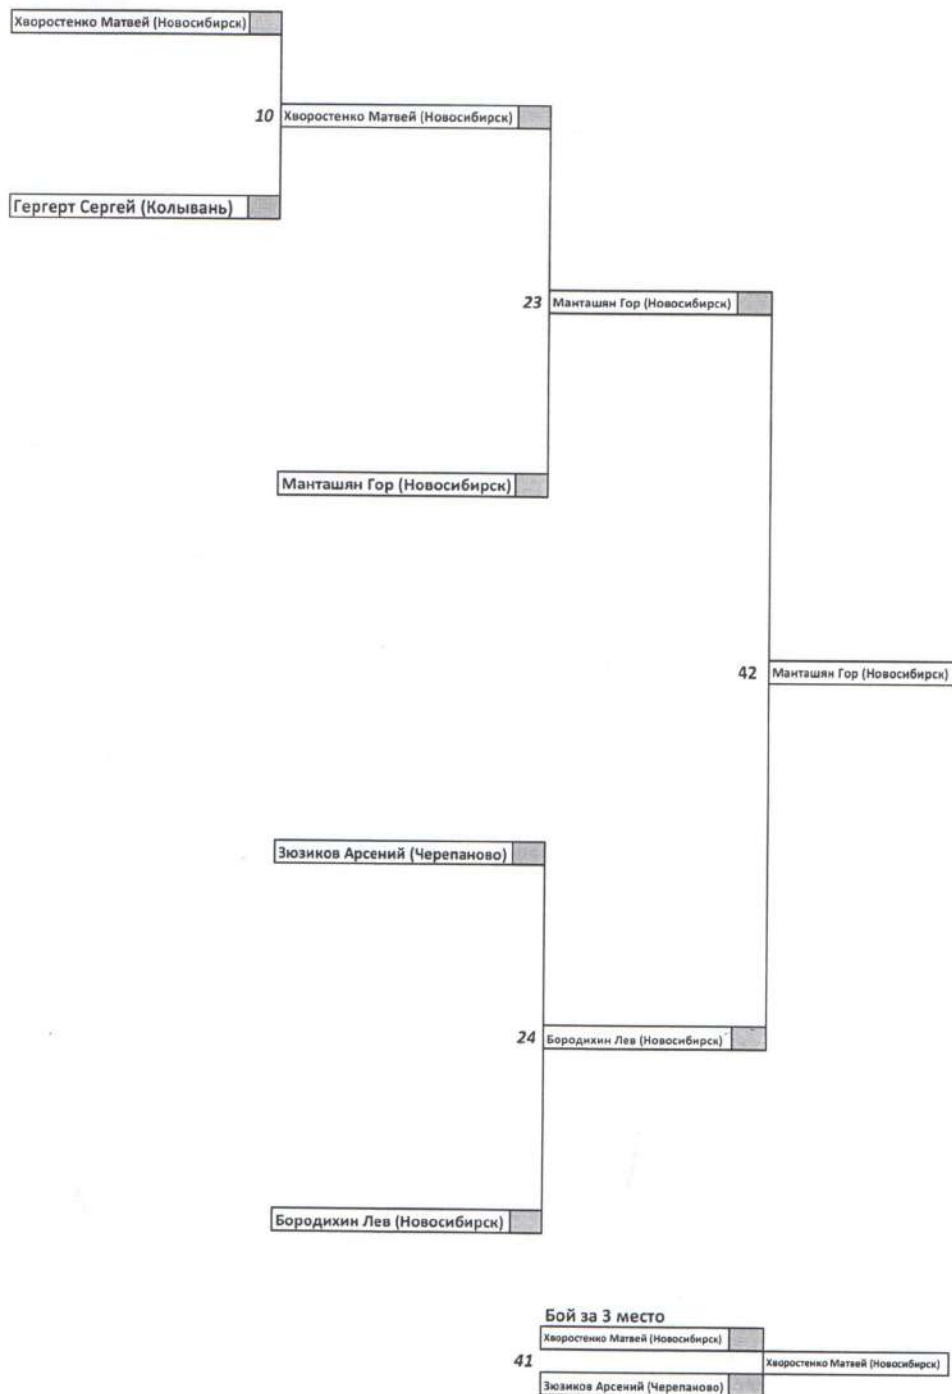 Хворостенко Матвей (Новосибирск)
10 Хворостенко Матвей (Новосибирск)
Гергерт Сергей (Колывань)
23 Манташян Гор (Новосибирск)
Манташян Гор (Новосибирск)
42 Манташян Гор (Новосибирск)
Зюзиков Арсений (Черепаново)
24 Бородихин Лев (Новосибирск)
Бородихин Лев (Новосибирск)
Бой за 3 место
Хворостенко Матвей (Новосибирск)
41 Хворостенко Матвей (Новосибирск)
Зюзиков Арсений (Черепаново)